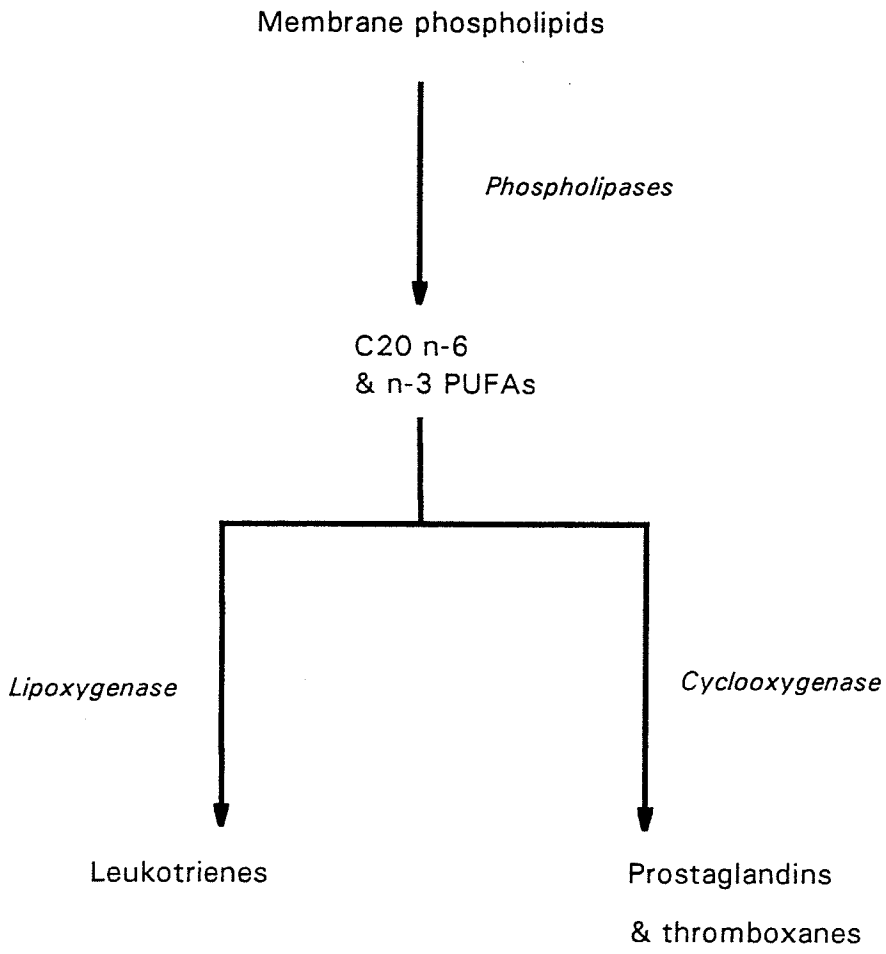 Membrane phospholipids
Phospholipases
C20 n-6
& n-3 PUFAs
Lipoxygenase
Cyclooxygenase
Leukotrienes
Prostaglandins
& thromboxanes